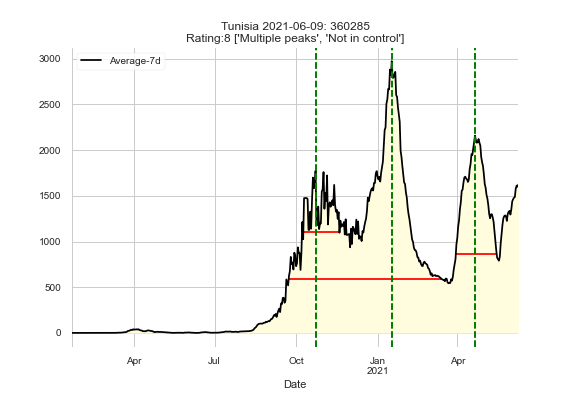 Tunisia 2021-06-09: 360285
Rating:8 ['Multiple peaks', 'Not in control']
Average-7d
3000
2500
2000
1500
1000
500
0
Apr
Jul
Oct
Jan
2021
Apr
Date